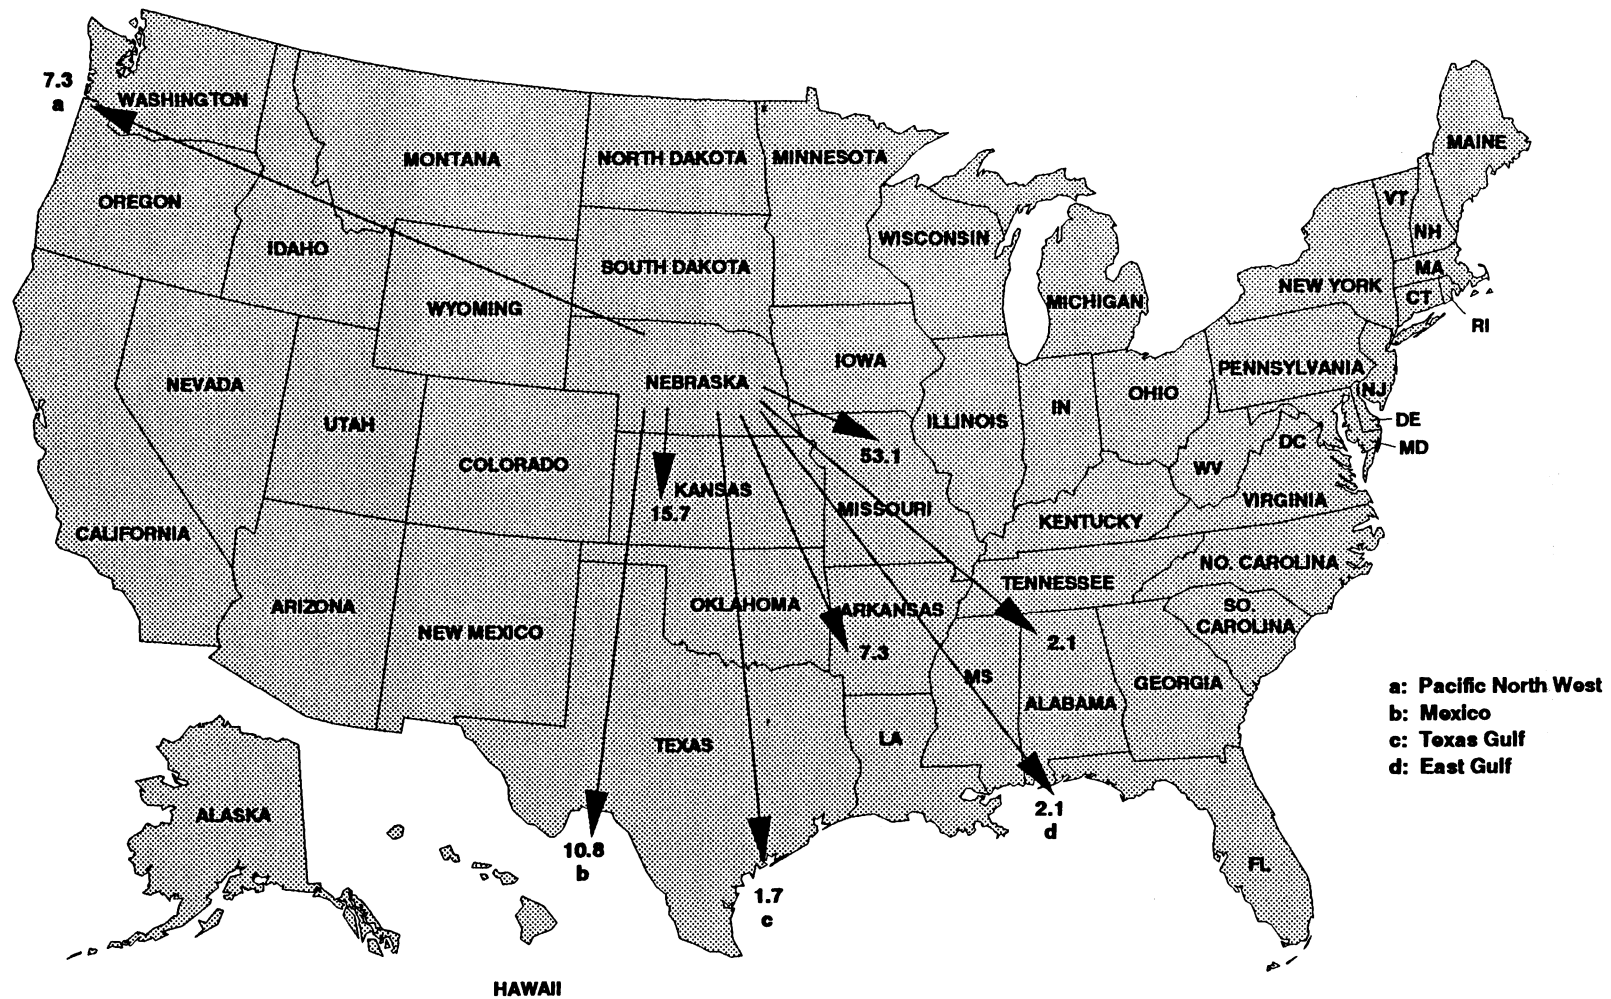 7.3
a
WASHINGTON
MONTANA
NORTH DAKOTA
MINNESOTA
MAINE
OREGON
VT
IDAHO
WISCONSIN
NH
SOUTH DAKOTA
MA
NEW YORK
CT
WYOMING
MICHIGAN
RI
IOWA
PENNSYLVANIA
NEVADA
NEBRASKA
OHIO
NJ
UTAH
ILLINOIS
IN
DE
DC
MD
COLORADO
53.1
WV
KANSAS
15.7
MISSOURI
VIRGINIA
CALIFORNIA
KENTUCKY
NO. CAROLINA
TENNESSEE
ARIZONA
OKLAHOMA
ARKANSAS
SO.
CAROLINA
NEW MEXICO
7.3
2.1
MS
GEORGIA
ALABAMA
a: Pacific North West
b: Mexico
c: Texas Gulf
d: East Gulf
TEXAS
LA
ALASKA
2.1
d
10.8
b
FL
1.7
c
HAWAII